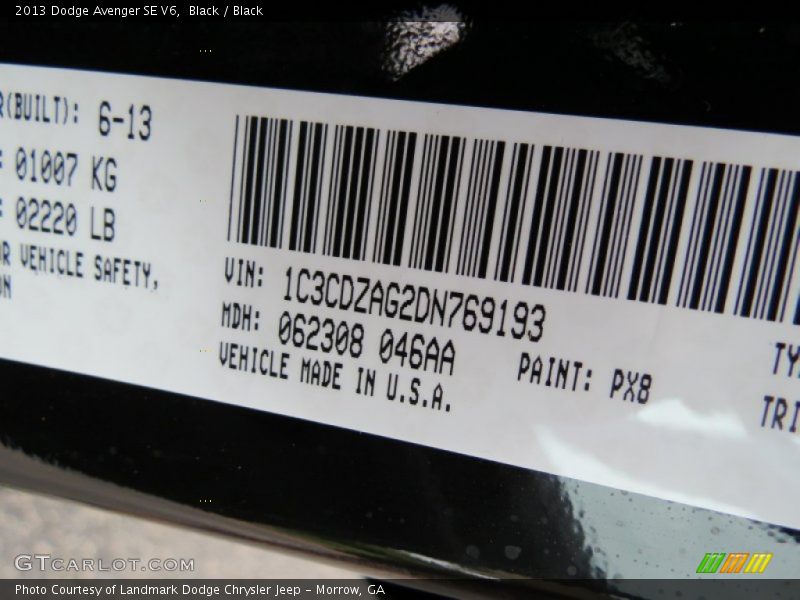 2013 Dodge Avenger SE V6, Black / Black
R(BUILT): 6-13
: 01007 KG
: 02220 LB
OR VEHICLE SAFETY,
ON
VIN: 1C3CDZAG2DN769193
MDH: 062308 046AA
PAINT: PX8
VEHICLE MADE IN U.S.A.
TY
TRI
GTCARLOT.COM
Photo Courtesy of Landmark Dodge Chrysler Jeep - Morrow, GA